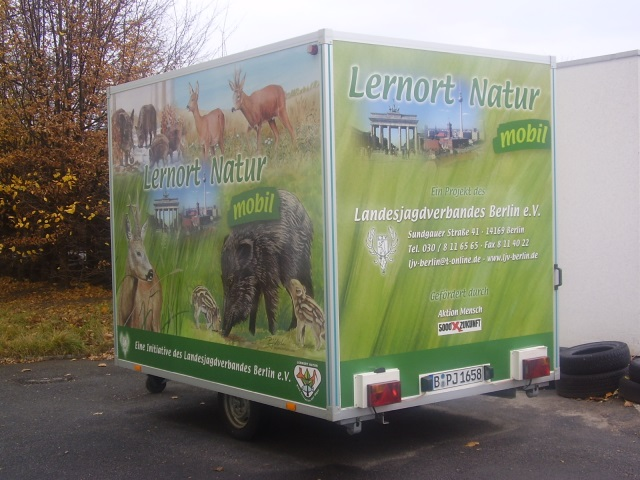 Lernort Natur
mobil
Eine Initiative des Landesjagdverbandes Berlin e.V.
Lernort Natur
mobil
Ein Projekt des
Landesjagdverbandes Berlin e.V.
Sundgauer Straße 41 - 14169 Berlin
Tel. 030 / 8 11 65 65 - Fax 8 11 40 22
ljv-berlin@t-online.de - www.ljv-berlin.de
Gefördert durch
Aktion Mensch
5000XZUKUNFT
B PJ 1658